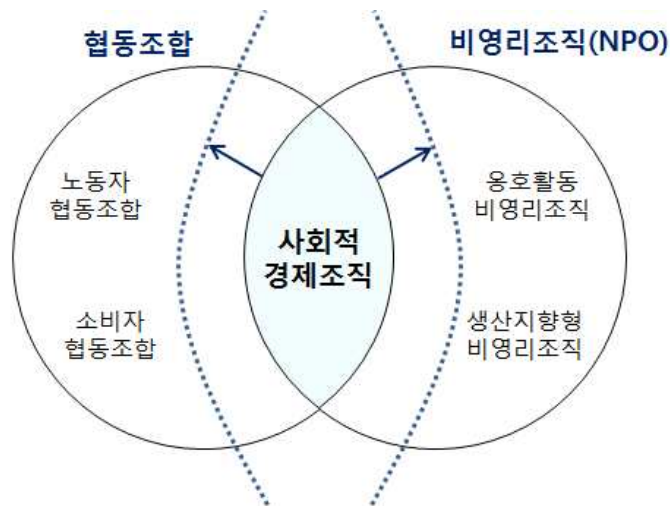 협동조합
비영리조직(NPO)
노동자
협동조합
옹호활동
비영리조직
사회적
경제조직
소비자
협동조합
생산지향형
비영리조직